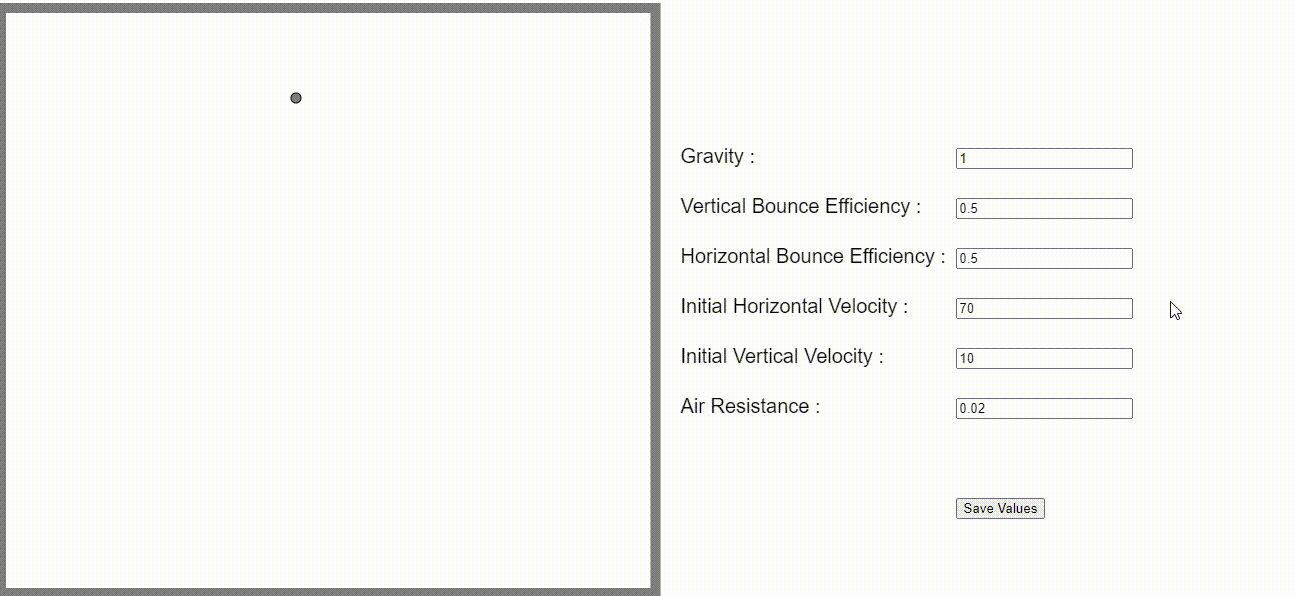 Gravity : 1
Vertical Bounce Efficiency : 0.5
Horizontal Bounce Efficiency : 0.5
Initial Horizontal Velocity : 70
Initial Vertical Velocity : 10
Air Resistance : 0.02
Save Values